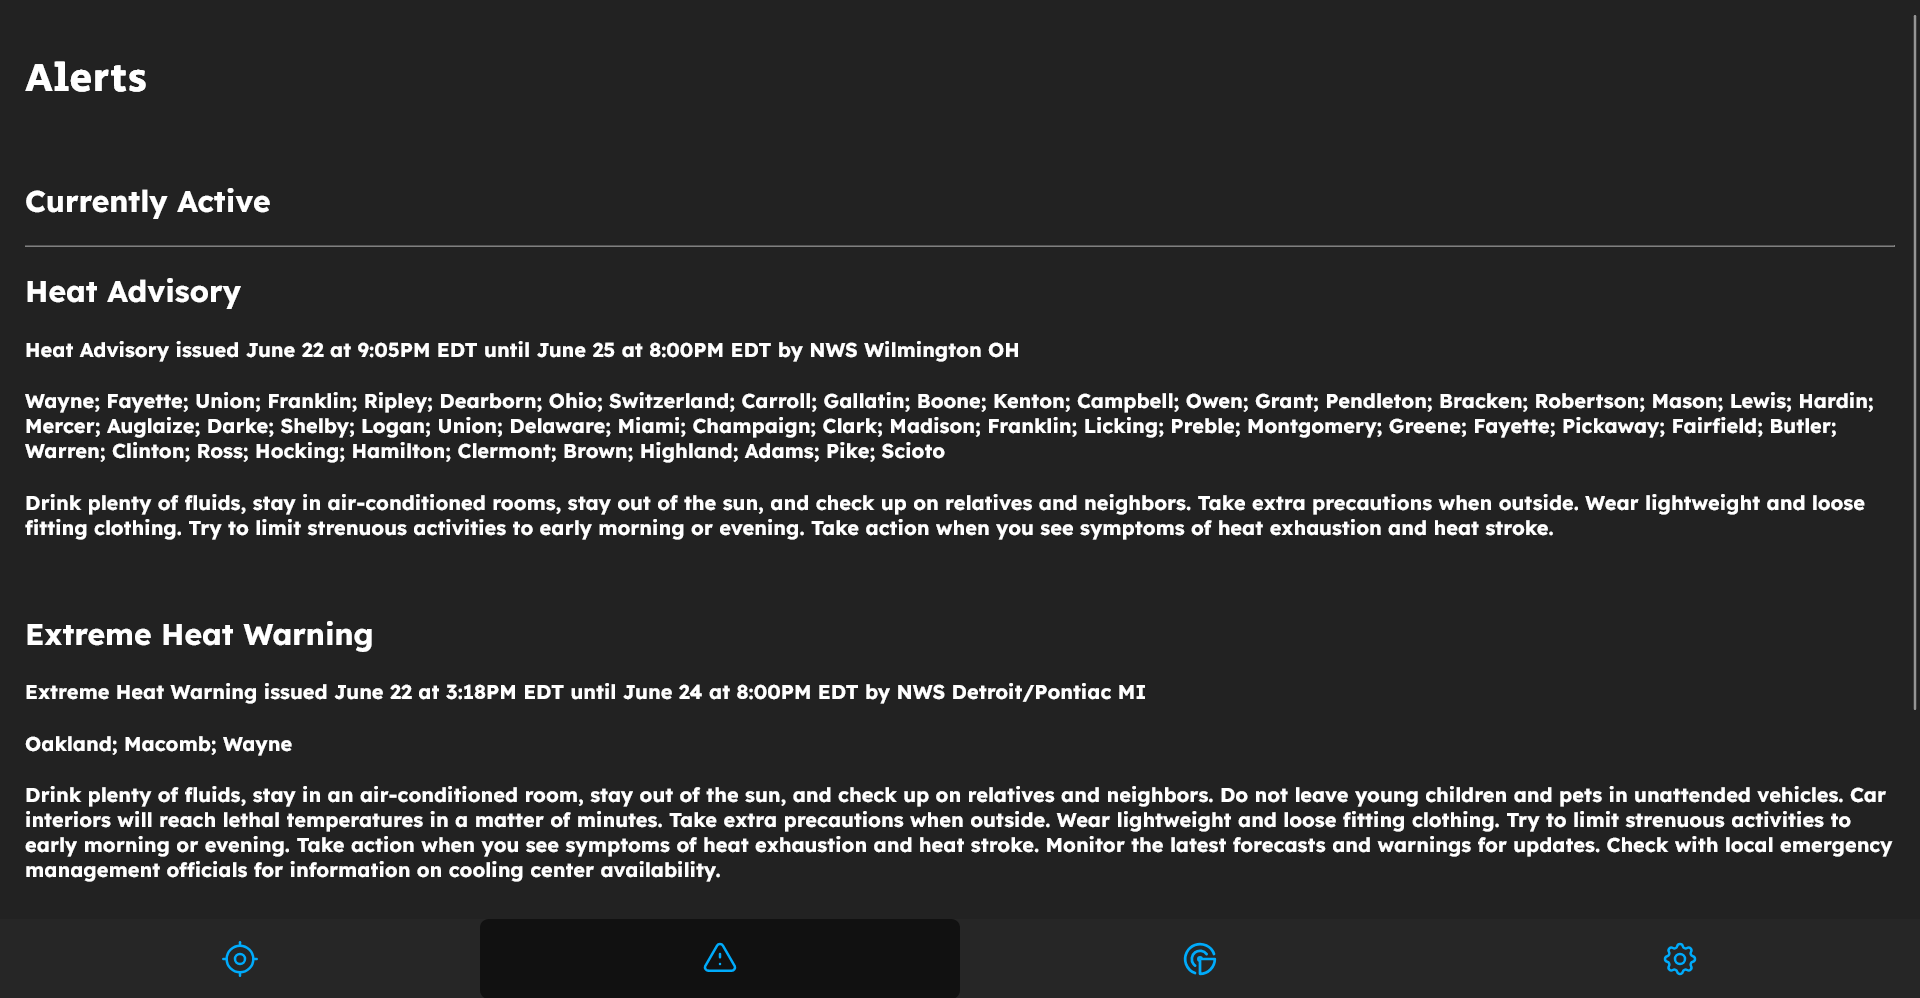 Alerts
Currently Active
Heat Advisory
Heat Advisory issued June 22 at 9:05PM EDT until June 25 at 8:00PM EDT by NWS Wilmington OH
Wayne; Fayette; Union; Franklin; Ripley; Dearborn; Ohio; Switzerland; Carroll; Gallatin; Boone; Kenton; Campbell; Owen; Grant; Pendleton; Bracken; Robertson; Mason; Lewis; Hardin;
Mercer; Auglaize; Darke; Shelby; Logan; Union; Delaware; Miami; Champaign; Clark; Madison; Franklin; Licking; Preble; Montgomery; Greene; Fayette; Pickaway; Fairfield; Butler;
Warren; Clinton; Ross; Hocking; Hamilton; Clermont; Brown; Highland; Adams; Pike; Scioto
Drink plenty of fluids, stay in air-conditioned rooms, stay out of the sun, and check up on relatives and neighbors. Take extra precautions when outside. Wear lightweight and loose
fitting clothing. Try to limit strenuous activities to early morning or evening. Take action when you see symptoms of heat exhaustion and heat stroke.
Extreme Heat Warning
Extreme Heat Warning issued June 22 at 3:18PM EDT until June 24 at 8:00PM EDT by NWS Detroit/Pontiac MI
Oakland; Macomb; Wayne
Drink plenty of fluids, stay in an air-conditioned room, stay out of the sun, and check up on relatives and neighbors. Do not leave young children and pets in unattended vehicles. Car
interiors will reach lethal temperatures in a matter of minutes. Take extra precautions when outside. Wear lightweight and loose fitting clothing. Try to limit strenuous activities to
early morning or evening. Take action when you see symptoms of heat exhaustion and heat stroke. Monitor the latest forecasts and warnings for updates. Check with local emergency
management officials for information on cooling center availability.